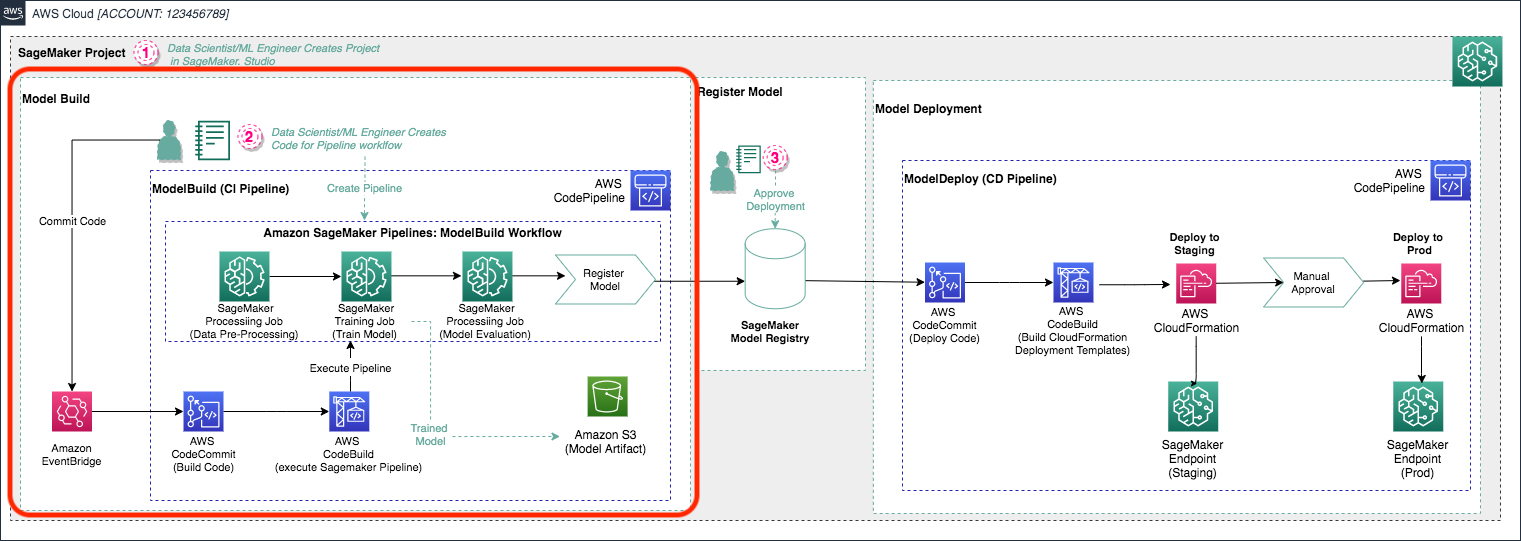 aws
AWS Cloud [ACCOUNT: 123456789]
SageMaker Project
1
Data Scientist/ML Engineer Creates Project
in SageMaker. Studio
Model Build
2
Data Scientist/ML Engineer Creates
Code for Pipeline worklfow
Commit Code
Create Pipeline
ModelBuild (CI Pipeline)
AWS
CodePipeline
Amazon SageMaker Pipelines: ModelBuild Workflow
SageMaker
Processiing Job
(Data Pre-Processing)
SageMaker
Training Job
(Train Model)
SageMaker
Processiing Job
(Model Evaluation)
Register
Model
Execute Pipeline
Amazon
EventBridge
AWS
CodeCommit
(Build Code)
AWS
CodeBuild
(execute Sagemaker Pipeline)
Trained
Model
Amazon S3
(Model Artifact)
Register Model
3
Approve
Deployment
SageMaker
Model Registry
Model Deployment
ModelDeploy (CD Pipeline)
AWS
CodePipeline
AWS
CodeCommit
(Deploy Code)
AWS
CodeBuild
(Build CloudFormation
Deployment Templates)
Deploy to
Staging
AWS
CloudFormation
Manual
Approval
Deploy to
Prod
AWS
CloudFormation
SageMaker
Endpoint
(Staging)
SageMaker
Endpoint
(Prod)